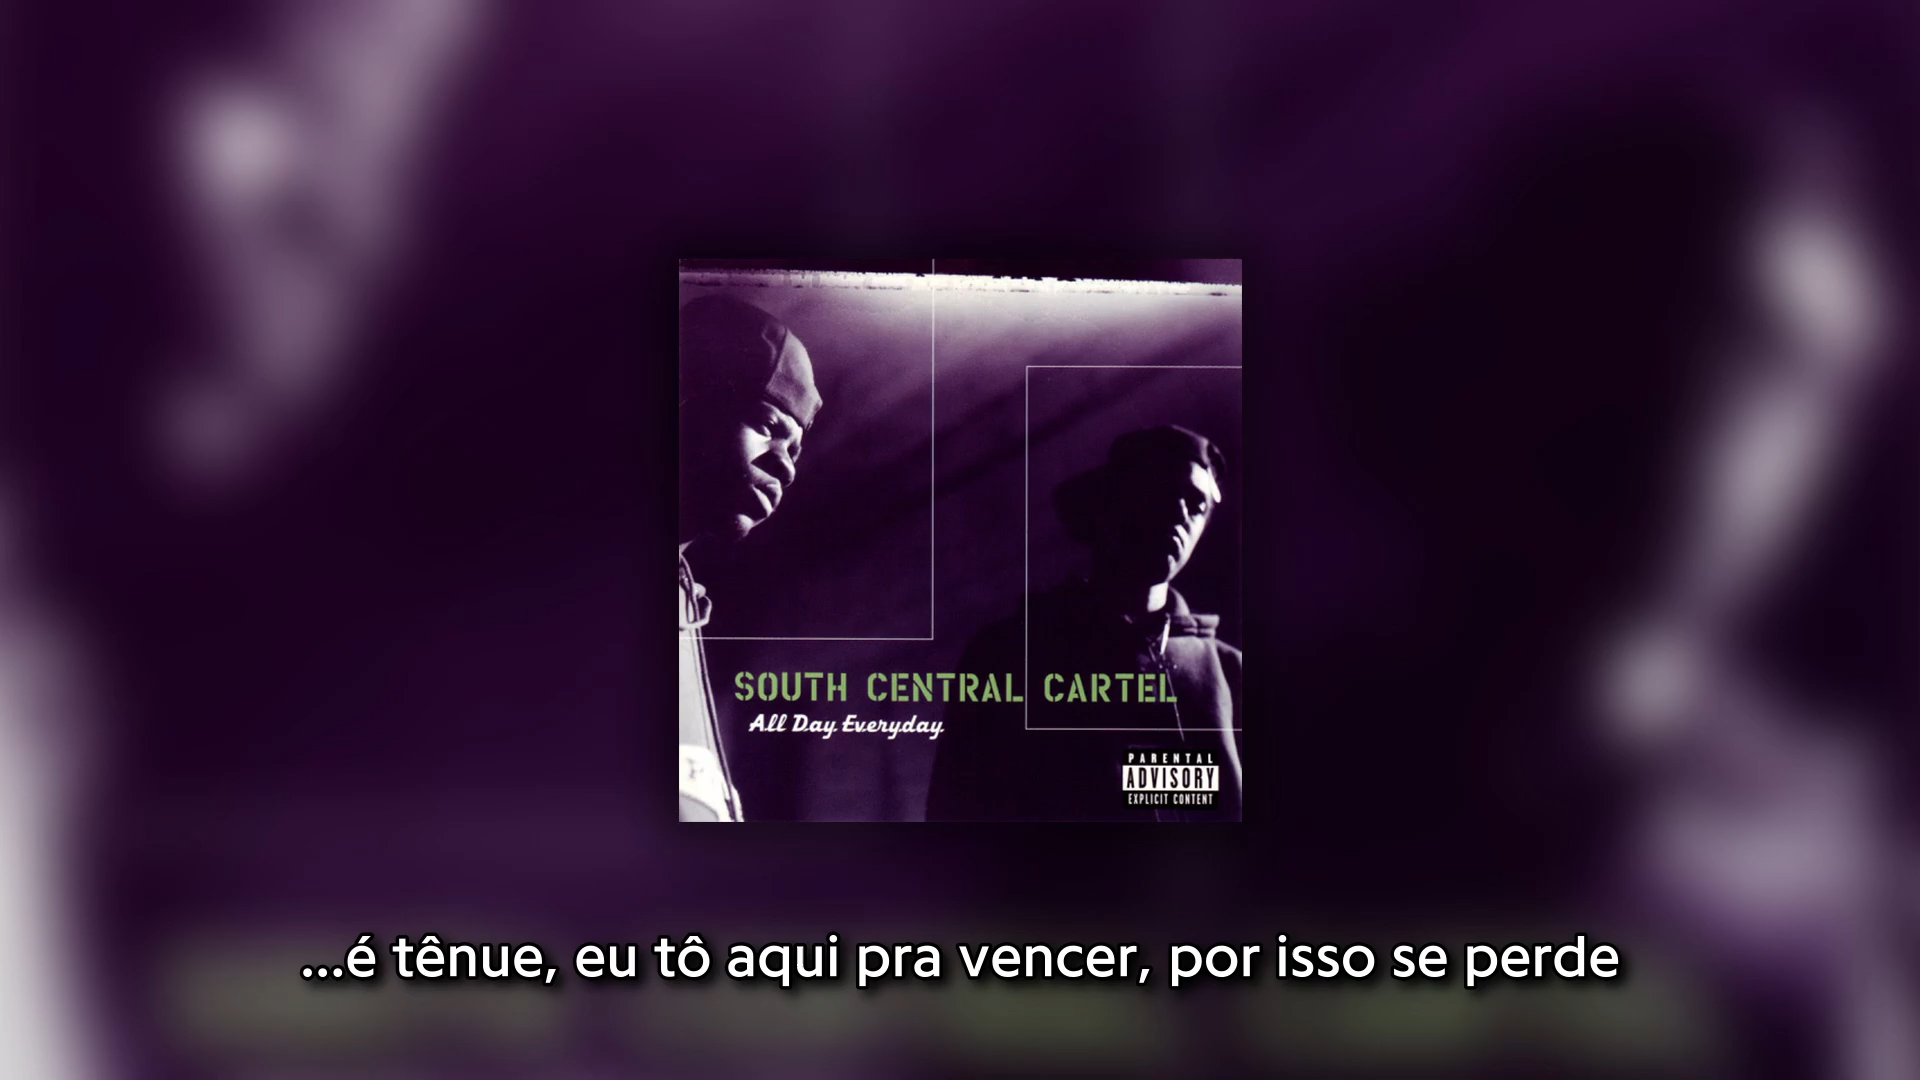 SOUTH CENTRAL CARTEL
All Day Everyday
PARENTAL
ADVISORY
EXPLICIT CONTENT
...é tênue, eu tô aqui pra vencer, por isso se perde